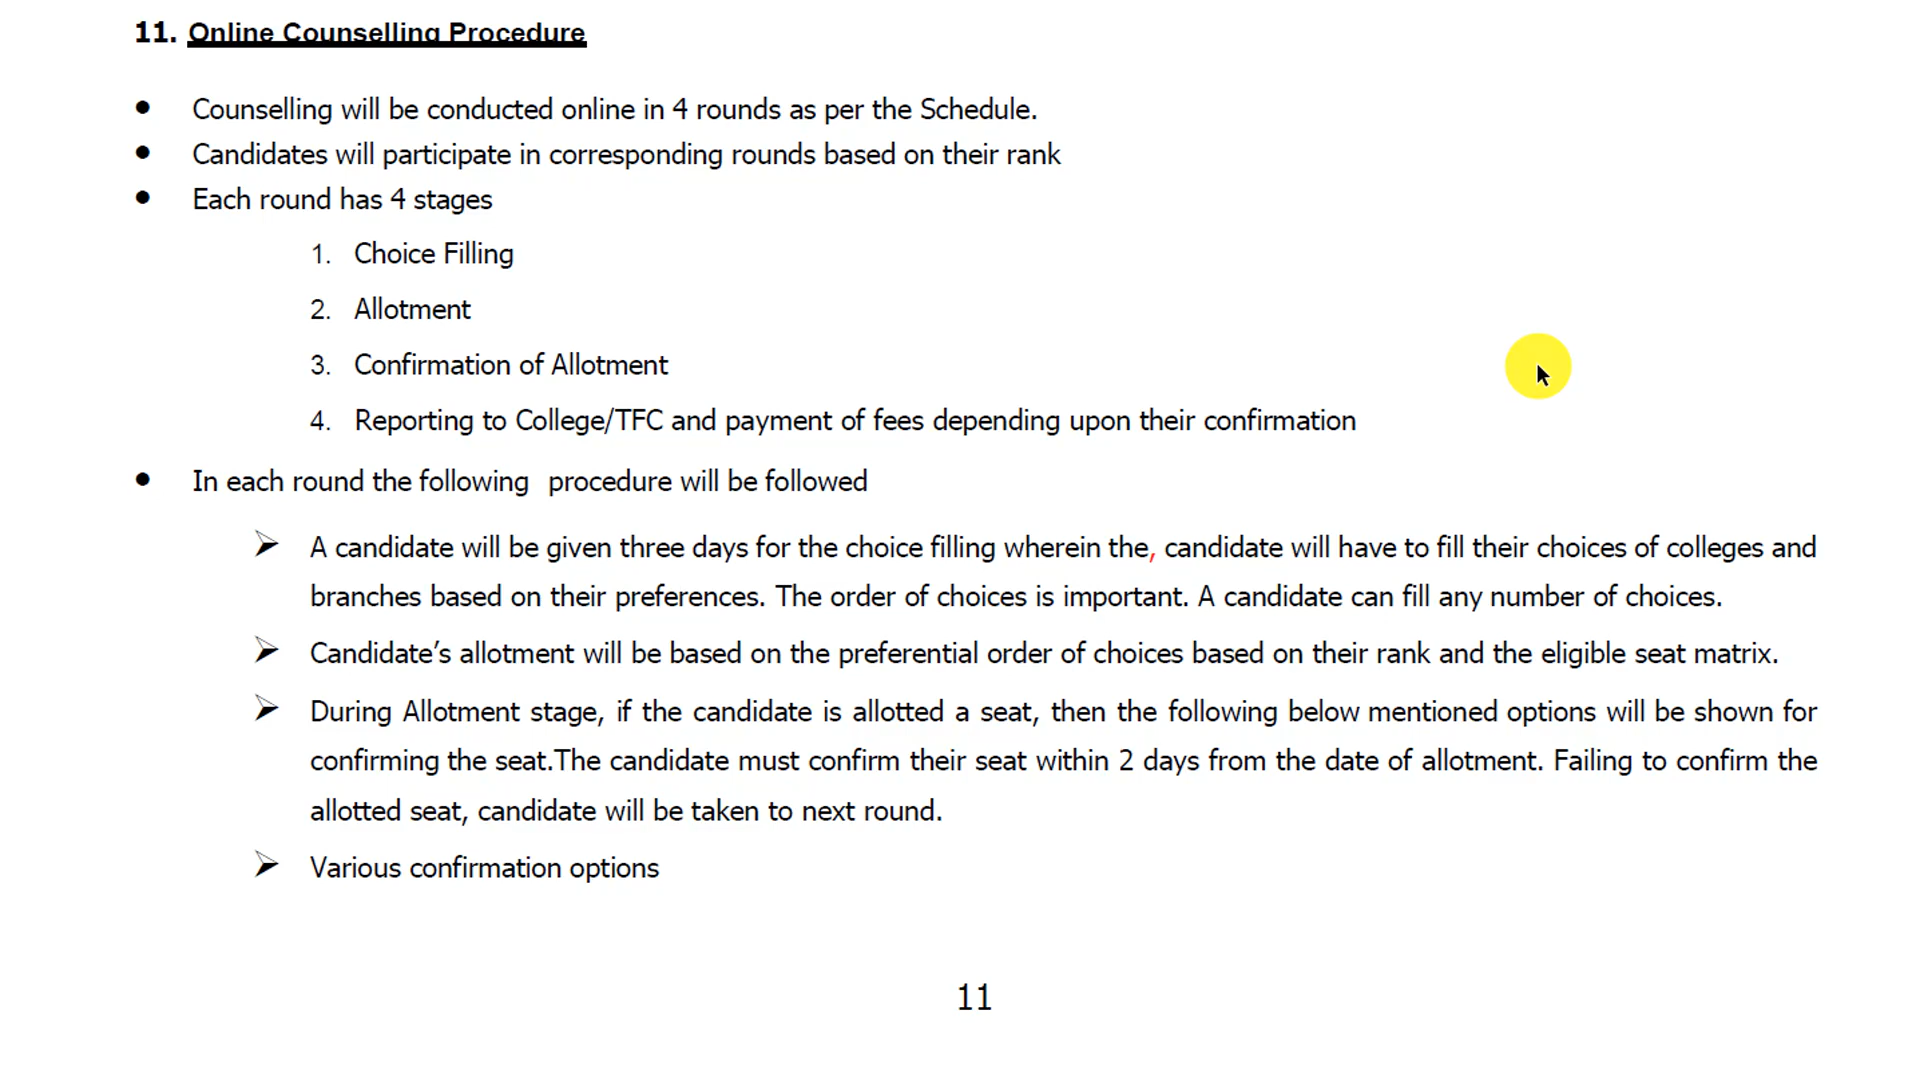 11. Online Counselling Procedure
● Counselling will be conducted online in 4 rounds as per the Schedule.
● Candidates will participate in corresponding rounds based on their rank
● Each round has 4 stages
1. Choice Filling
2. Allotment
3. Confirmation of Allotment
4. Reporting to College/TFC and payment of fees depending upon their confirmation
● In each round the following procedure will be followed
➢ A candidate will be given three days for the choice filling wherein the, candidate will have to fill their choices of colleges and
branches based on their preferences. The order of choices is important. A candidate can fill any number of choices.
➢ Candidate’s allotment will be based on the preferential order of choices based on their rank and the eligible seat matrix.
➢ During Allotment stage, if the candidate is allotted a seat, then the following below mentioned options will be shown for
confirming the seat.The candidate must confirm their seat within 2 days from the date of allotment. Failing to confirm the
allotted seat, candidate will be taken to next round.
➢ Various confirmation options
11